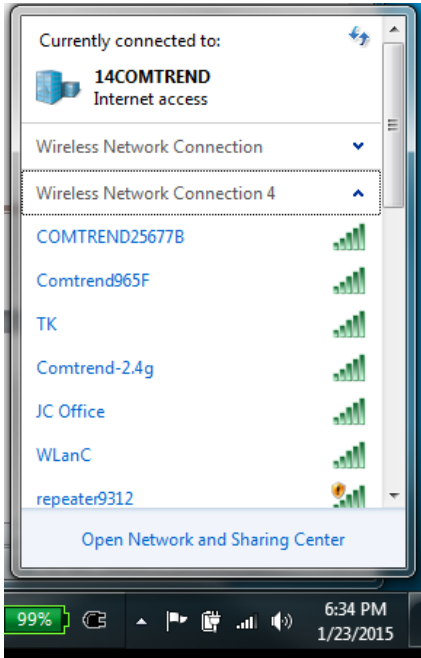 Currently connected to:
14COMTREND
Internet access
Wireless Network Connection
Wireless Network Connection 4
COMTREND25677B
Comtrend965F
TK
Comtrend-2.4g
JC Office
WLanC
repeater9312
Open Network and Sharing Center
99%
6:34 PM
1/23/2015